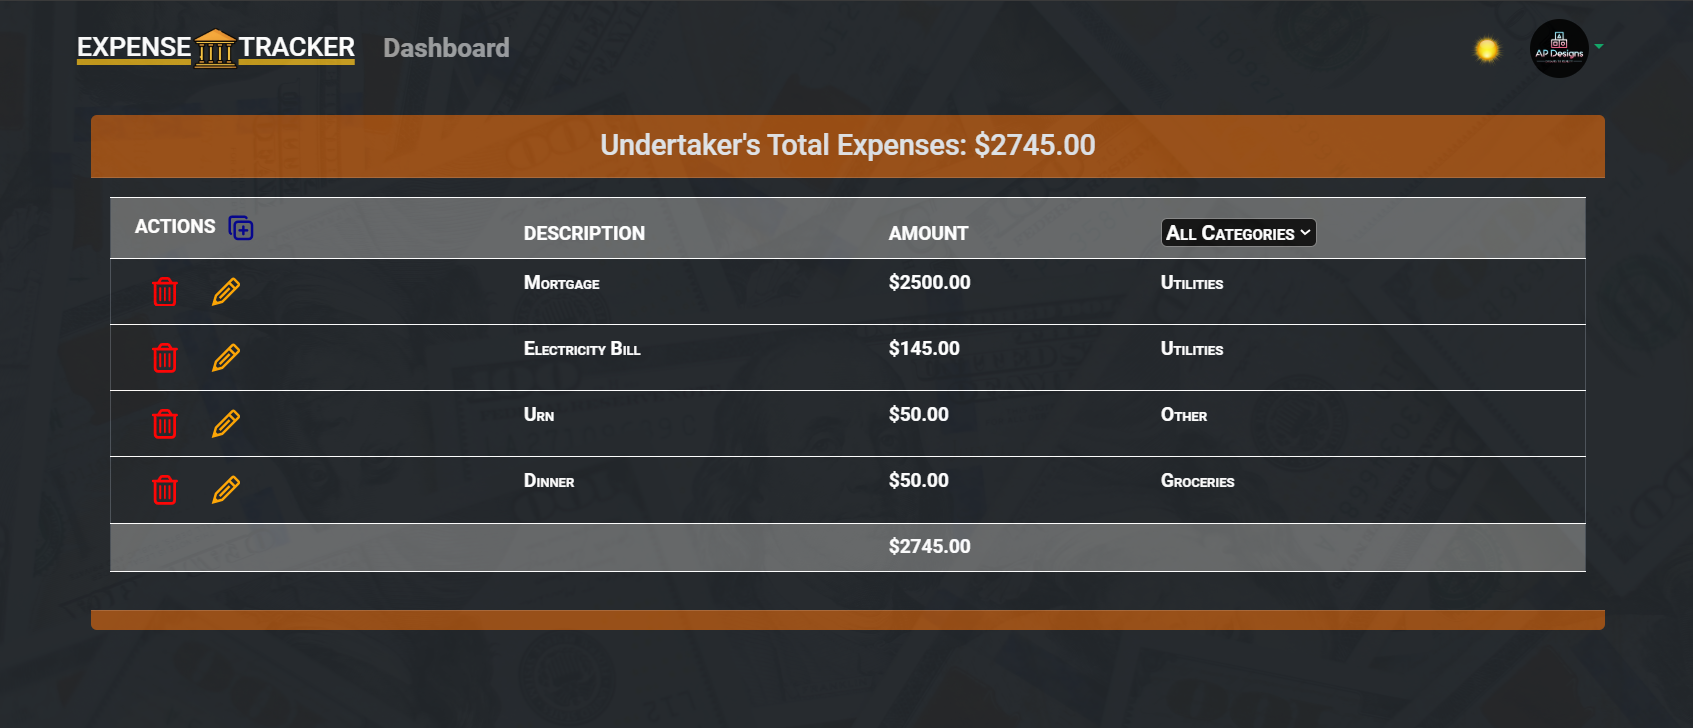 EXPENSE TRACKER Dashboard
AP Designs
Undertaker's Total Expenses: $2745.00
ACTIONS DESCRIPTION AMOUNT All Categories
Mortgage $2500.00 Utilities
Electricity Bill $145.00 Utilities
Urn $50.00 Other
Dinner $50.00 Groceries
$2745.00